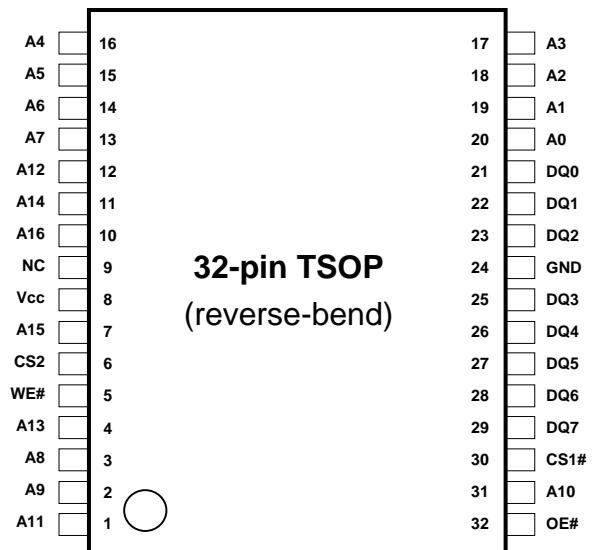 A4 16 17 A3
A5 15 18 A2
A6 14 19 A1
A7 13 20 A0
A12 12 21 DQ0
A14 11 22 DQ1
A16 10 23 DQ2
NC 9 32-pin TSOP 24 GND
Vcc 8 (reverse-bend) 25 DQ3
A15 7 26 DQ4
CS2 6 27 DQ5
WE# 5 28 DQ6
A13 4 29 DQ7
A8 3 30 CS1#
A9 2 31 A10
A11 1 32 OE#